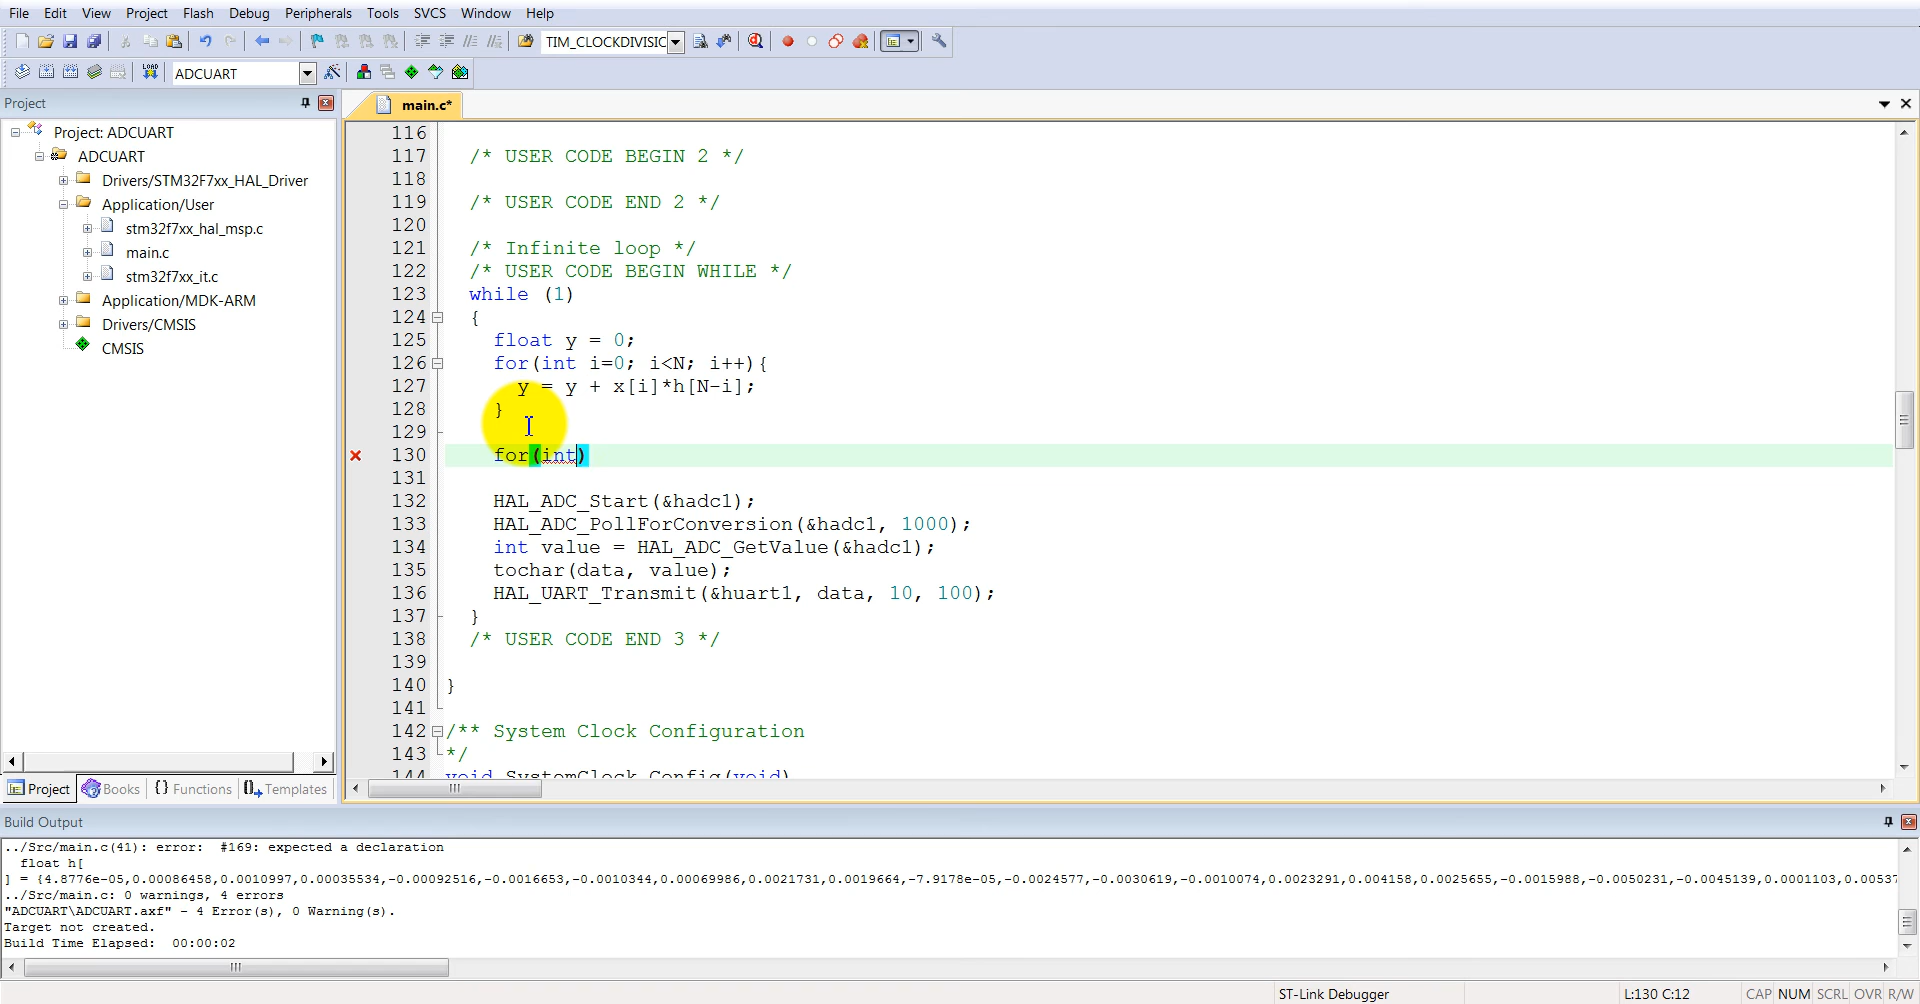 File Edit View Project Flash Debug Peripherals Tools SVCS Window Help
TIM_CLOCKDIVISIC
LOAD ADCUART
Project
main.c*
Project: ADCUART
ADCUART
Drivers/STM32F7xx_HAL_Driver
Application/User
stm32f7xx_hal_msp.c
main.c
stm32f7xx_it.c
Application/MDK-ARM
Drivers/CMSIS
CMSIS
116
117 /* USER CODE BEGIN 2 */
118
119 /* USER CODE END 2 */
120
121 /* Infinite loop */
122 /* USER CODE BEGIN WHILE */
123 while (1)
124 {
125 float y = 0;
126 for(int i=0; i<N; i++){
127 y = y + x[i]*h[N-i];
128 }
129
130 for(int)
131
132 HAL_ADC_Start(&hadc1);
133 HAL_ADC_PollForConversion(&hadc1, 1000);
134 int value = HAL_ADC_GetValue(&hadc1);
135 tochar(data, value);
136 HAL_UART_Transmit(&huart1, data, 10, 100);
137 }
138 /* USER CODE END 3 */
139
140 }
141
142 /** System Clock Configuration
143 */
144 void SystemClock_Config(void)
Project Books {} Functions Templates
Build Output
../Src/main.c(41): error: #169: expected a declaration
float h[
] = {4.8776e-05,0.00086458,0.0010997,0.00035534,-0.00092516,-0.0016653,-0.0010344,0.00069986,0.0021731,0.0019664,-7.9178e-05,-0.0024577,-0.0030619,-0.0010074,0.0023291,0.004158,0.0025655,-0.0015988,-0.0050231,-0.0045139,0.0001103,0.00537
../Src/main.c: 0 warnings, 4 errors
"ADCUART\ADCUART.axf" - 4 Error(s), 0 Warning(s).
Target not created.
Build Time Elapsed: 00:00:02
ST-Link Debugger L:130 C:12 CAP NUM SCRL OVR R/W